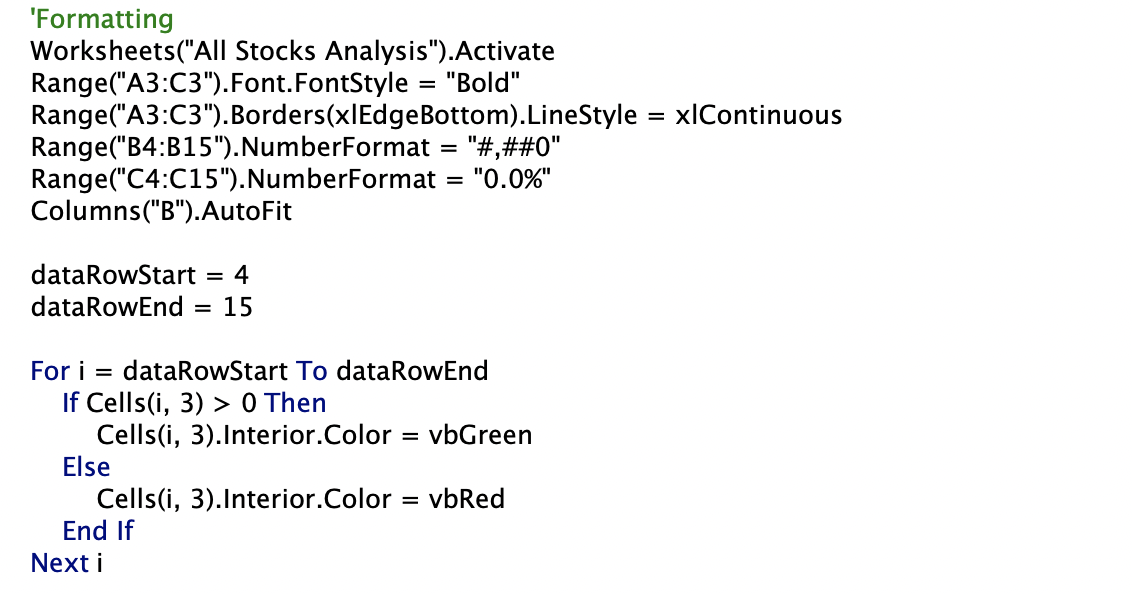 'Formatting
Worksheets("All Stocks Analysis").Activate
Range("A3:C3").Font.FontStyle = "Bold"
Range("A3:C3").Borders(xlEdgeBottom).LineStyle = xlContinuous
Range("B4:B15").NumberFormat = "#,##0"
Range("C4:C15").NumberFormat = "0.0%"
Columns("B").AutoFit
dataRowStart = 4
dataRowEnd = 15
For i = dataRowStart To dataRowEnd
If Cells(i, 3) > 0 Then
Cells(i, 3).Interior.Color = vbGreen
Else
Cells(i, 3).Interior.Color = vbRed
End If
Next i